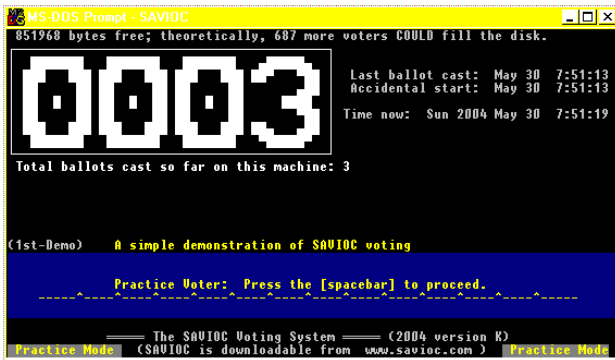 MS-DOS Prompt - SAVIOC
851968 bytes free; theoretically, 687 more voters COULD fill the disk.
0003
Last ballot cast: May 30 7:51:13
Accidental start: May 30 7:51:13
Time now: Sun 2004 May 30 7:51:19
Total ballots cast so far on this machine: 3
(1st-Demo) A simple demonstration of SAVIOC voting
Practice Voter: Press the [spacebar] to proceed.
-----^----^----^----^----^----^----^----^----^----^----^-----
═════ The SAVIOC Voting System ═════ (2004 version K)
Practice Mode (SAVIOC is downloadable from www.savioc.com ) Practice Mode